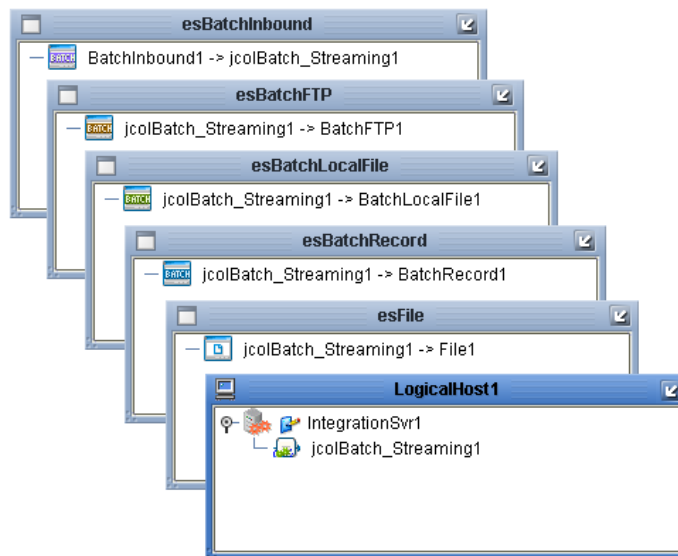 esBatchInbound
BATCH BatchInbound1 -> jcolBatch_Streaming1
esBatchFTP
BATCH jcolBatch_Streaming1 -> BatchFTP1
esBatchLocalFile
BATCH jcolBatch_Streaming1 -> BatchLocalFile1
esBatchRecord
BATCH jcolBatch_Streaming1 -> BatchRecord1
esFile
jcolBatch_Streaming1 -> File1
LogicalHost1
IntegrationSvr1
jcolBatch_Streaming1